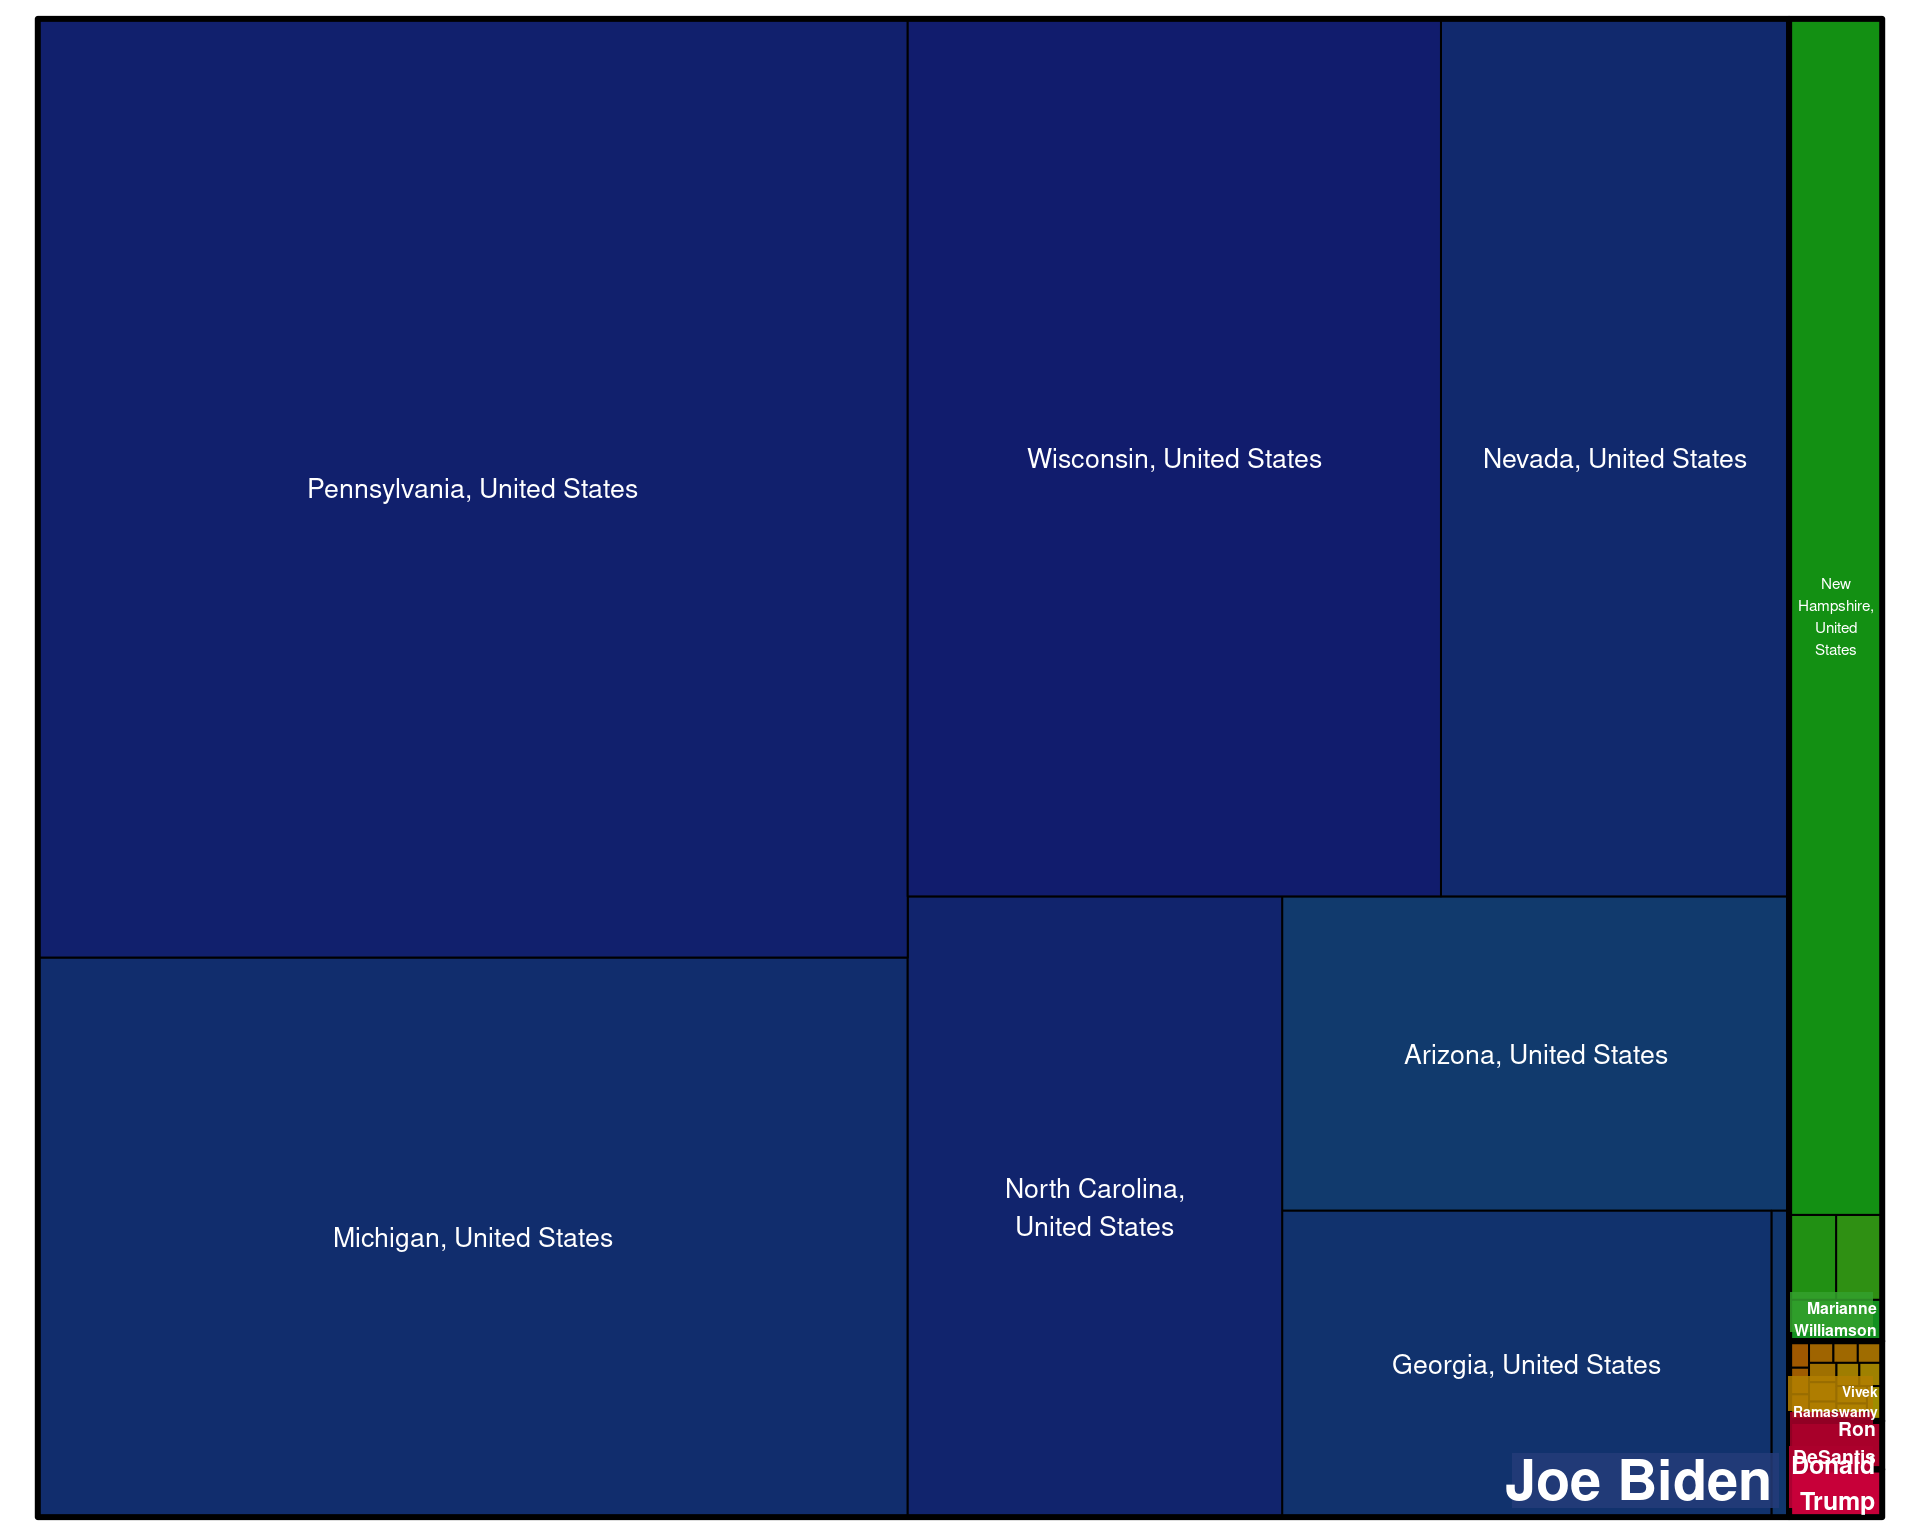 Pennsylvania, United States
Wisconsin, United States
Nevada, United States
New
Hampshire,
United
States
Arizona, United States
North Carolina,
United States
Michigan, United States
Georgia, United States
Marianne
Williamson
Vivek
Ramaswamy
Ron
DeSantis
Donald
Trump
Joe Biden